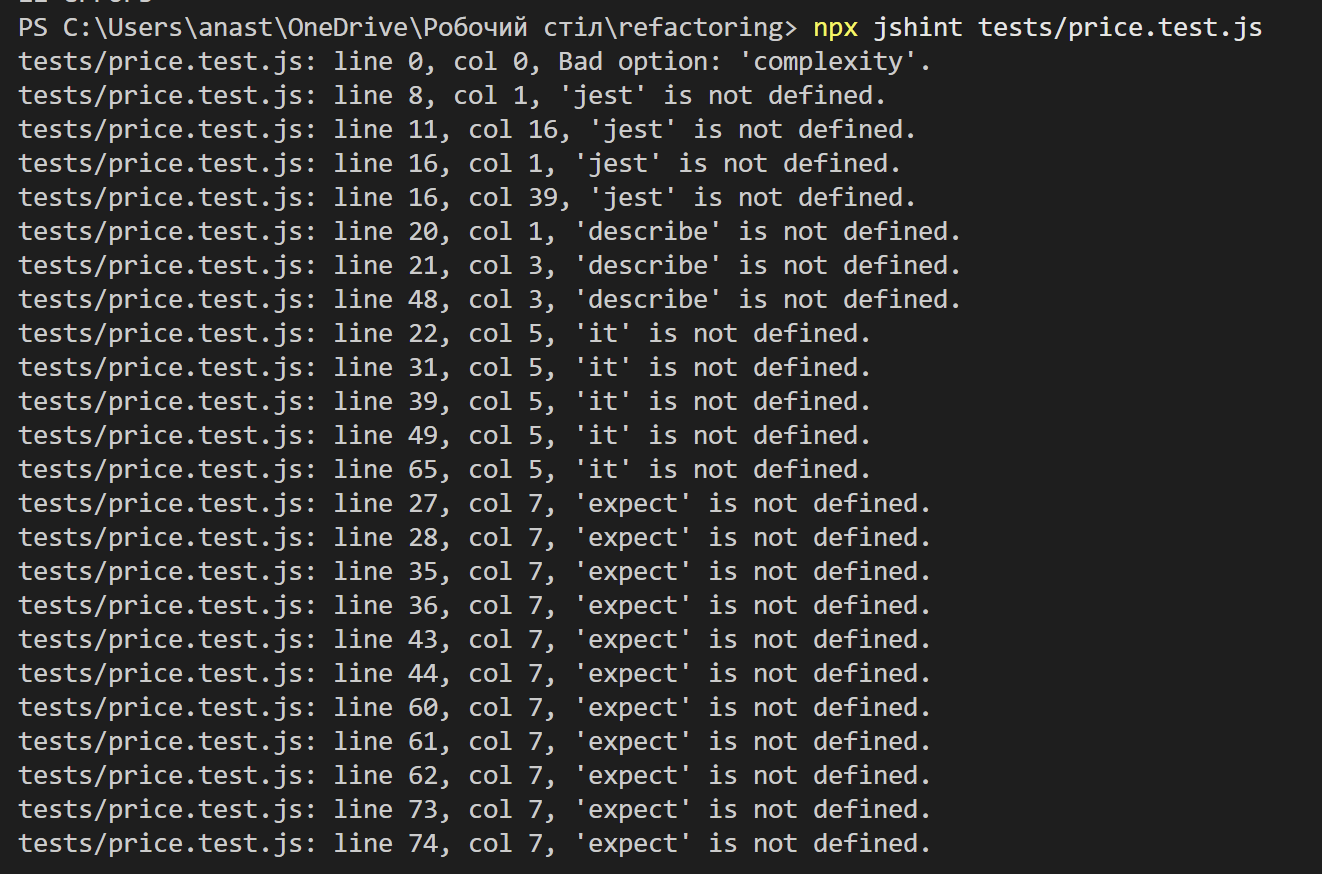 PS C:\Users\anast\OneDrive\Робочий стіл\refactoring> npx jshint tests/price.test.js
tests/price.test.js: line 0, col 0, Bad option: 'complexity'.
tests/price.test.js: line 8, col 1, 'jest' is not defined.
tests/price.test.js: line 11, col 16, 'jest' is not defined.
tests/price.test.js: line 16, col 1, 'jest' is not defined.
tests/price.test.js: line 16, col 39, 'jest' is not defined.
tests/price.test.js: line 20, col 1, 'describe' is not defined.
tests/price.test.js: line 21, col 3, 'describe' is not defined.
tests/price.test.js: line 48, col 3, 'describe' is not defined.
tests/price.test.js: line 22, col 5, 'it' is not defined.
tests/price.test.js: line 31, col 5, 'it' is not defined.
tests/price.test.js: line 39, col 5, 'it' is not defined.
tests/price.test.js: line 49, col 5, 'it' is not defined.
tests/price.test.js: line 65, col 5, 'it' is not defined.
tests/price.test.js: line 27, col 7, 'expect' is not defined.
tests/price.test.js: line 28, col 7, 'expect' is not defined.
tests/price.test.js: line 35, col 7, 'expect' is not defined.
tests/price.test.js: line 36, col 7, 'expect' is not defined.
tests/price.test.js: line 43, col 7, 'expect' is not defined.
tests/price.test.js: line 44, col 7, 'expect' is not defined.
tests/price.test.js: line 60, col 7, 'expect' is not defined.
tests/price.test.js: line 61, col 7, 'expect' is not defined.
tests/price.test.js: line 62, col 7, 'expect' is not defined.
tests/price.test.js: line 73, col 7, 'expect' is not defined.
tests/price.test.js: line 74, col 7, 'expect' is not defined.